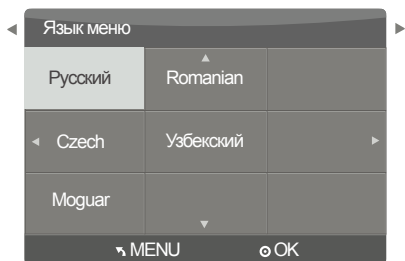 Язык меню
Русский Romanian
Czech Узбекский
Moguar
MENU OK